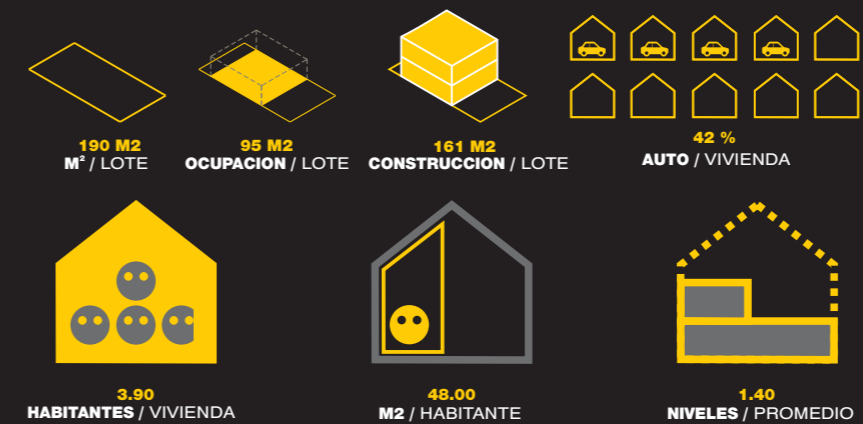 190 M2
M² / LOTE
95 M2
OCUPACION / LOTE
161 M2
CONSTRUCCION / LOTE
42 %
AUTO / VIVIENDA
3.90
HABITANTES / VIVIENDA
48.00
M2 / HABITANTE
1.40
NIVELES / PROMEDIO